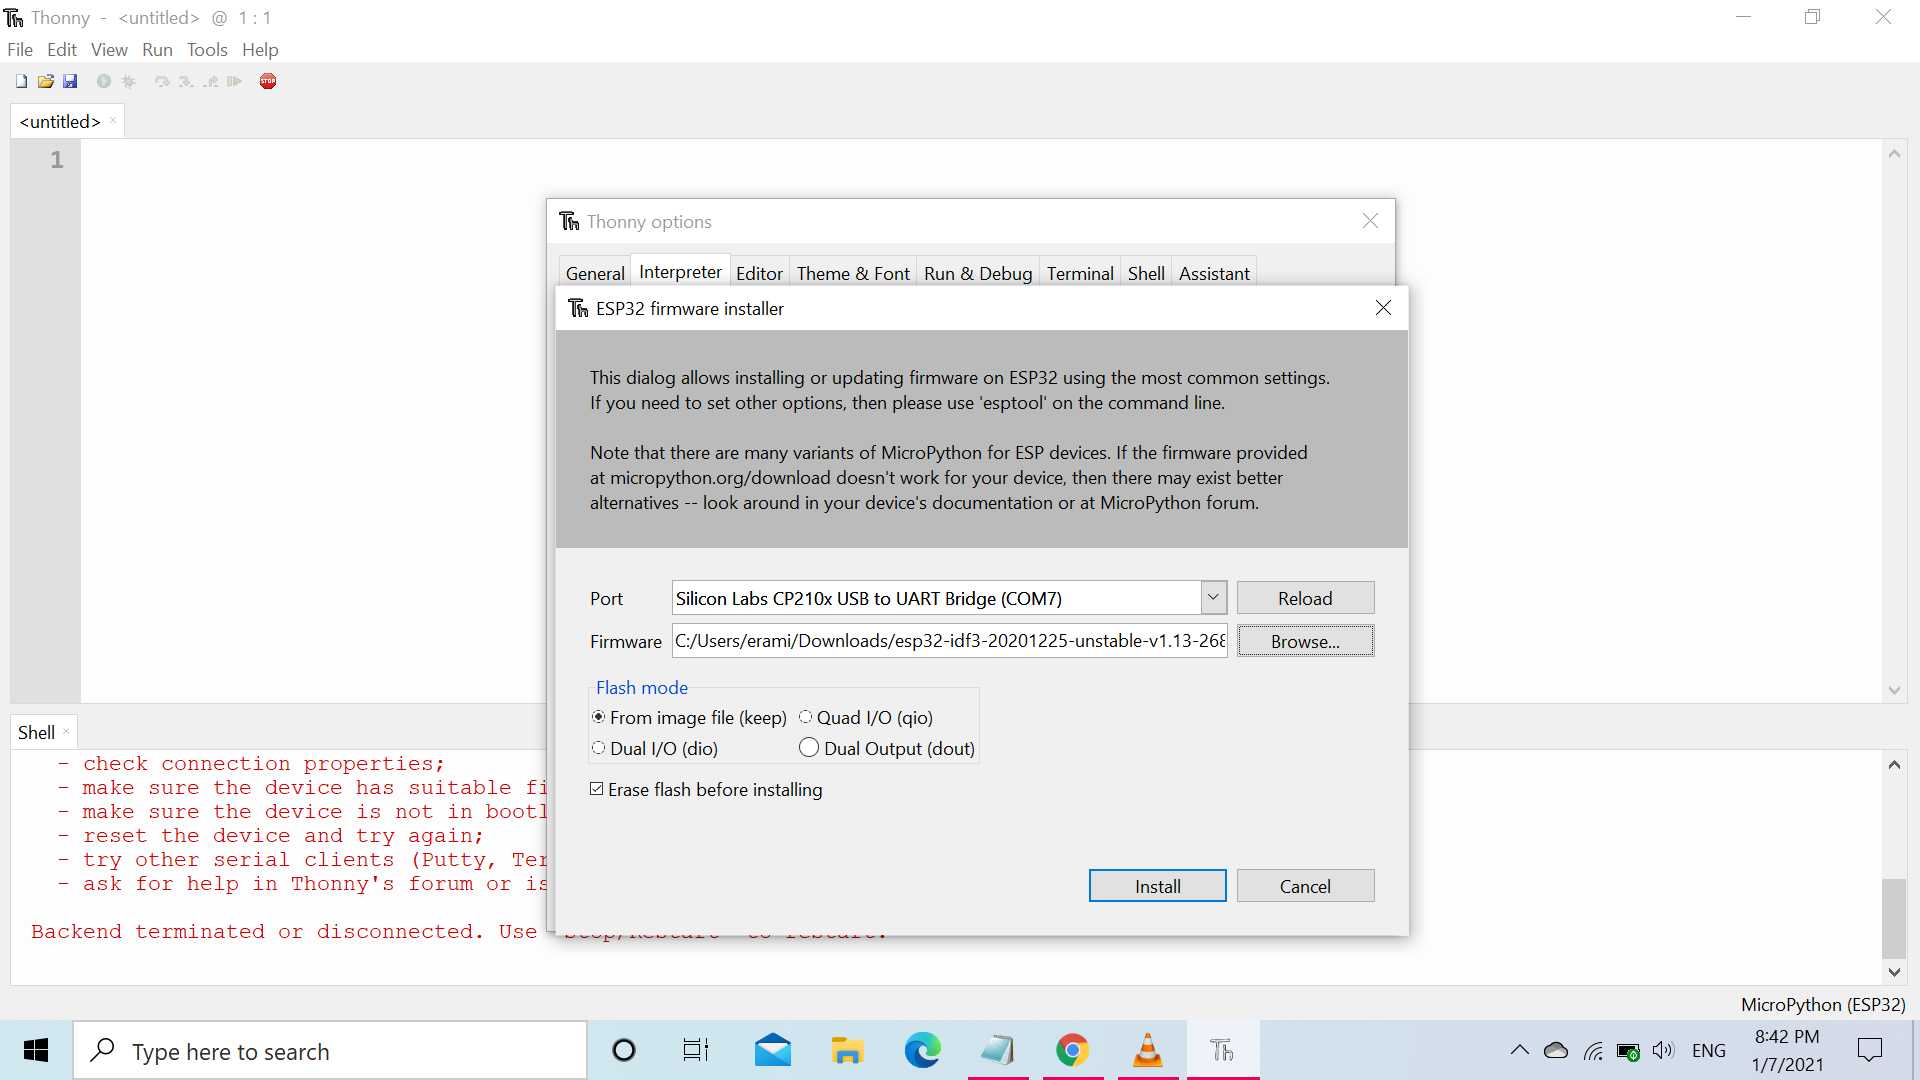 Thonny - <untitled> @ 1 : 1
File Edit View Run Tools Help
STOP
<untitled>
1
Thonny options
General Interpreter Editor Theme & Font Run & Debug Terminal Shell Assistant
ESP32 firmware installer
This dialog allows installing or updating firmware on ESP32 using the most common settings.
If you need to set other options, then please use 'esptool' on the command line.
Note that there are many variants of MicroPython for ESP devices. If the firmware provided
at micropython.org/download doesn't work for your device, then there may exist better
alternatives -- look around in your device's documentation or at MicroPython forum.
Port Silicon Labs CP210x USB to UART Bridge (COM7) Reload
Firmware C:/Users/erami/Downloads/esp32-idf3-20201225-unstable-v1.13-268 Browse...
Flash mode
From image file (keep) Quad I/O (qio)
Dual I/O (dio) Dual Output (dout)
Erase flash before installing
Install Cancel
Shell
- check connection properties;
- make sure the device has suitable fi
- make sure the device is not in bootl
- reset the device and try again;
- try other serial clients (Putty, Ter
- ask for help in Thonny's forum or is
Backend terminated or disconnected. Use
MicroPython (ESP32)
Type here to search
ENG
8:42 PM
1/7/2021